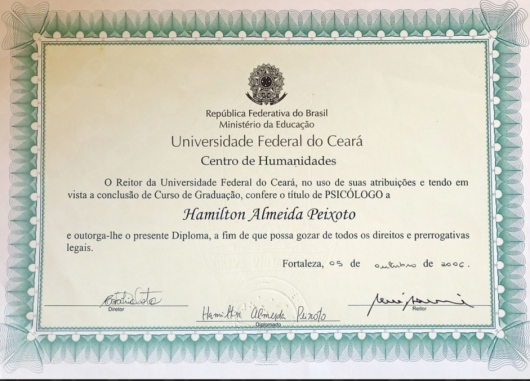 República Federativa do Brasil
Ministério da Educação
Universidade Federal do Ceará
Centro de Humanidades
O Reitor da Universidade Federal do Ceará, no uso de suas atribuições e tendo em
vista a conclusão de Curso de Graduação, confere o título de PSICÓLOGO a
Hamilton Almeida Peixoto
e outorga-lhe o presente Diploma, a fim de que possa gozar de todos os direitos e prerrogativas
legais.
Fortaleza, 05 de outubro de 2006.
Diretor
Hamilton Almeida Peixoto
Diplomado
Reitor